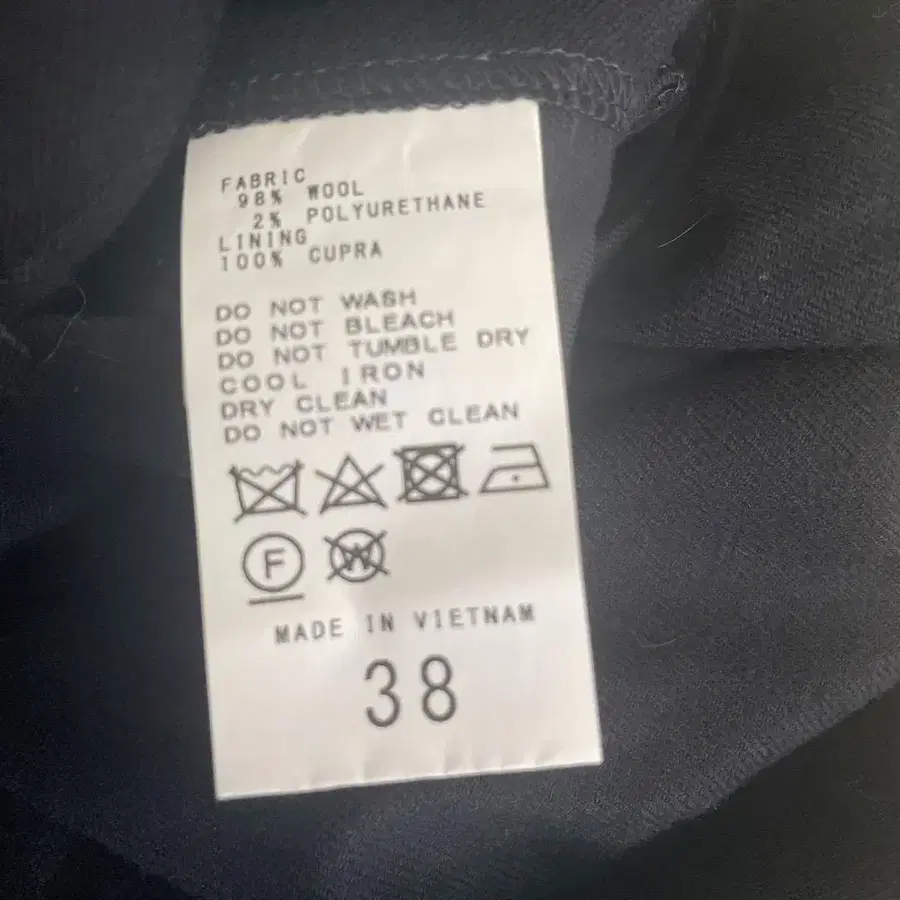 FABRIC
98% WOOL
2% POLYURETHANE
LINING
100% CUPRA
DO NOT WASH
DO NOT BLEACH
DO NOT TUMBLE DRY
COOL IRON
DRY CLEAN
DO NOT WET CLEAN
F W
MADE IN VIETNAM
38